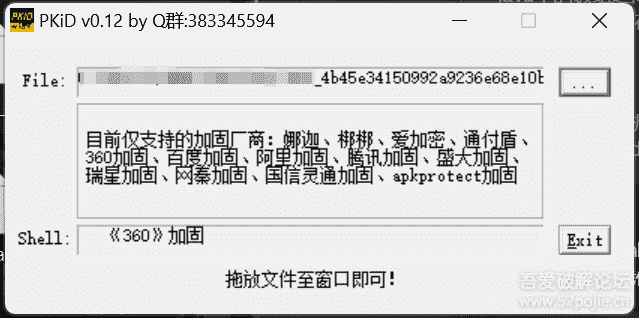 PKiD v0.12 by Q群:383345594
File: _4b45e34150992a9236e68e10b ...
目前仅支持的加固厂商：娜迦、梆梆、爱加密、通付盾、
360加固、百度加固、阿里加固、腾讯加固、盛大加固、
瑞星加固、网秦加固、国信灵通加固、apkprotect加固
Shell: 《360》加固 Exit
拖放文件至窗口即可!
吾爱破解论坛
www.52pojie.cn